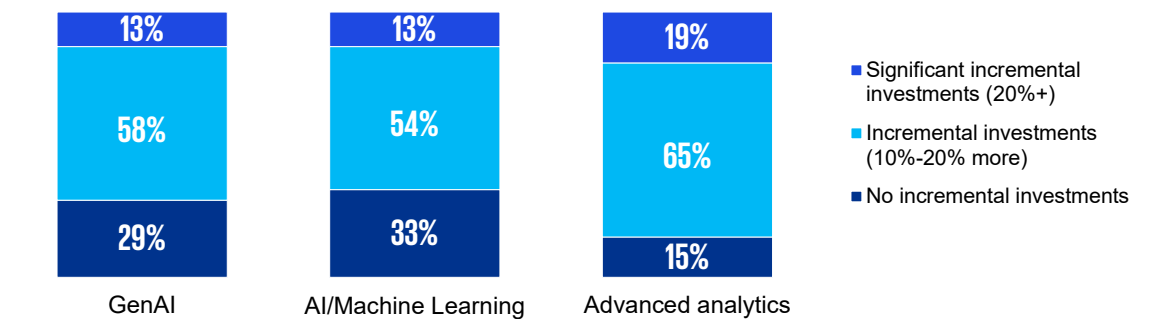 13%
58%
29%
GenAI
13%
54%
33%
AI/Machine Learning
19%
65%
15%
Advanced analytics
Significant incremental
investments (20%+)
Incremental investments
(10%-20% more)
No incremental investments